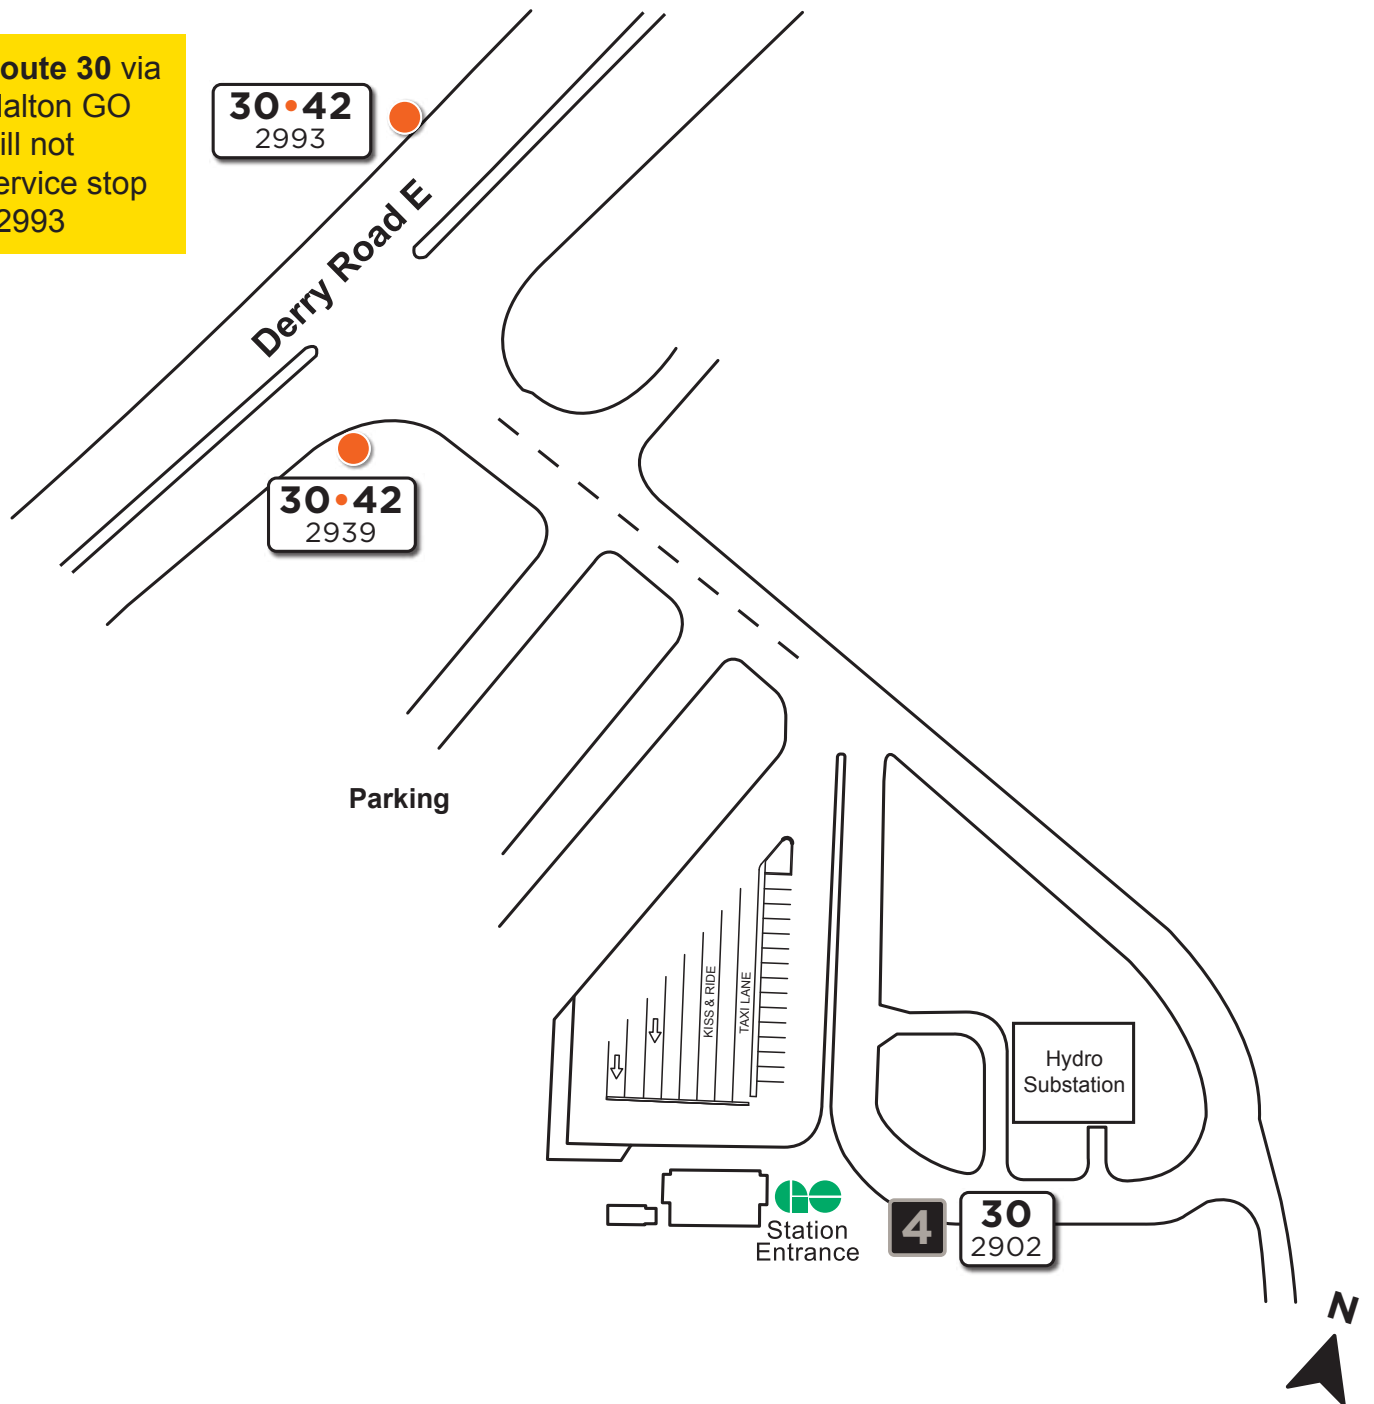 oute 30 via
alton GO
ill not
ervice stop
2993
30•42
2993
Derry Road E
30•42
2939
Parking
KISS & RIDE
TAXI LANE
Hydro
Substation
Station
Entrance
4
30
2902
N